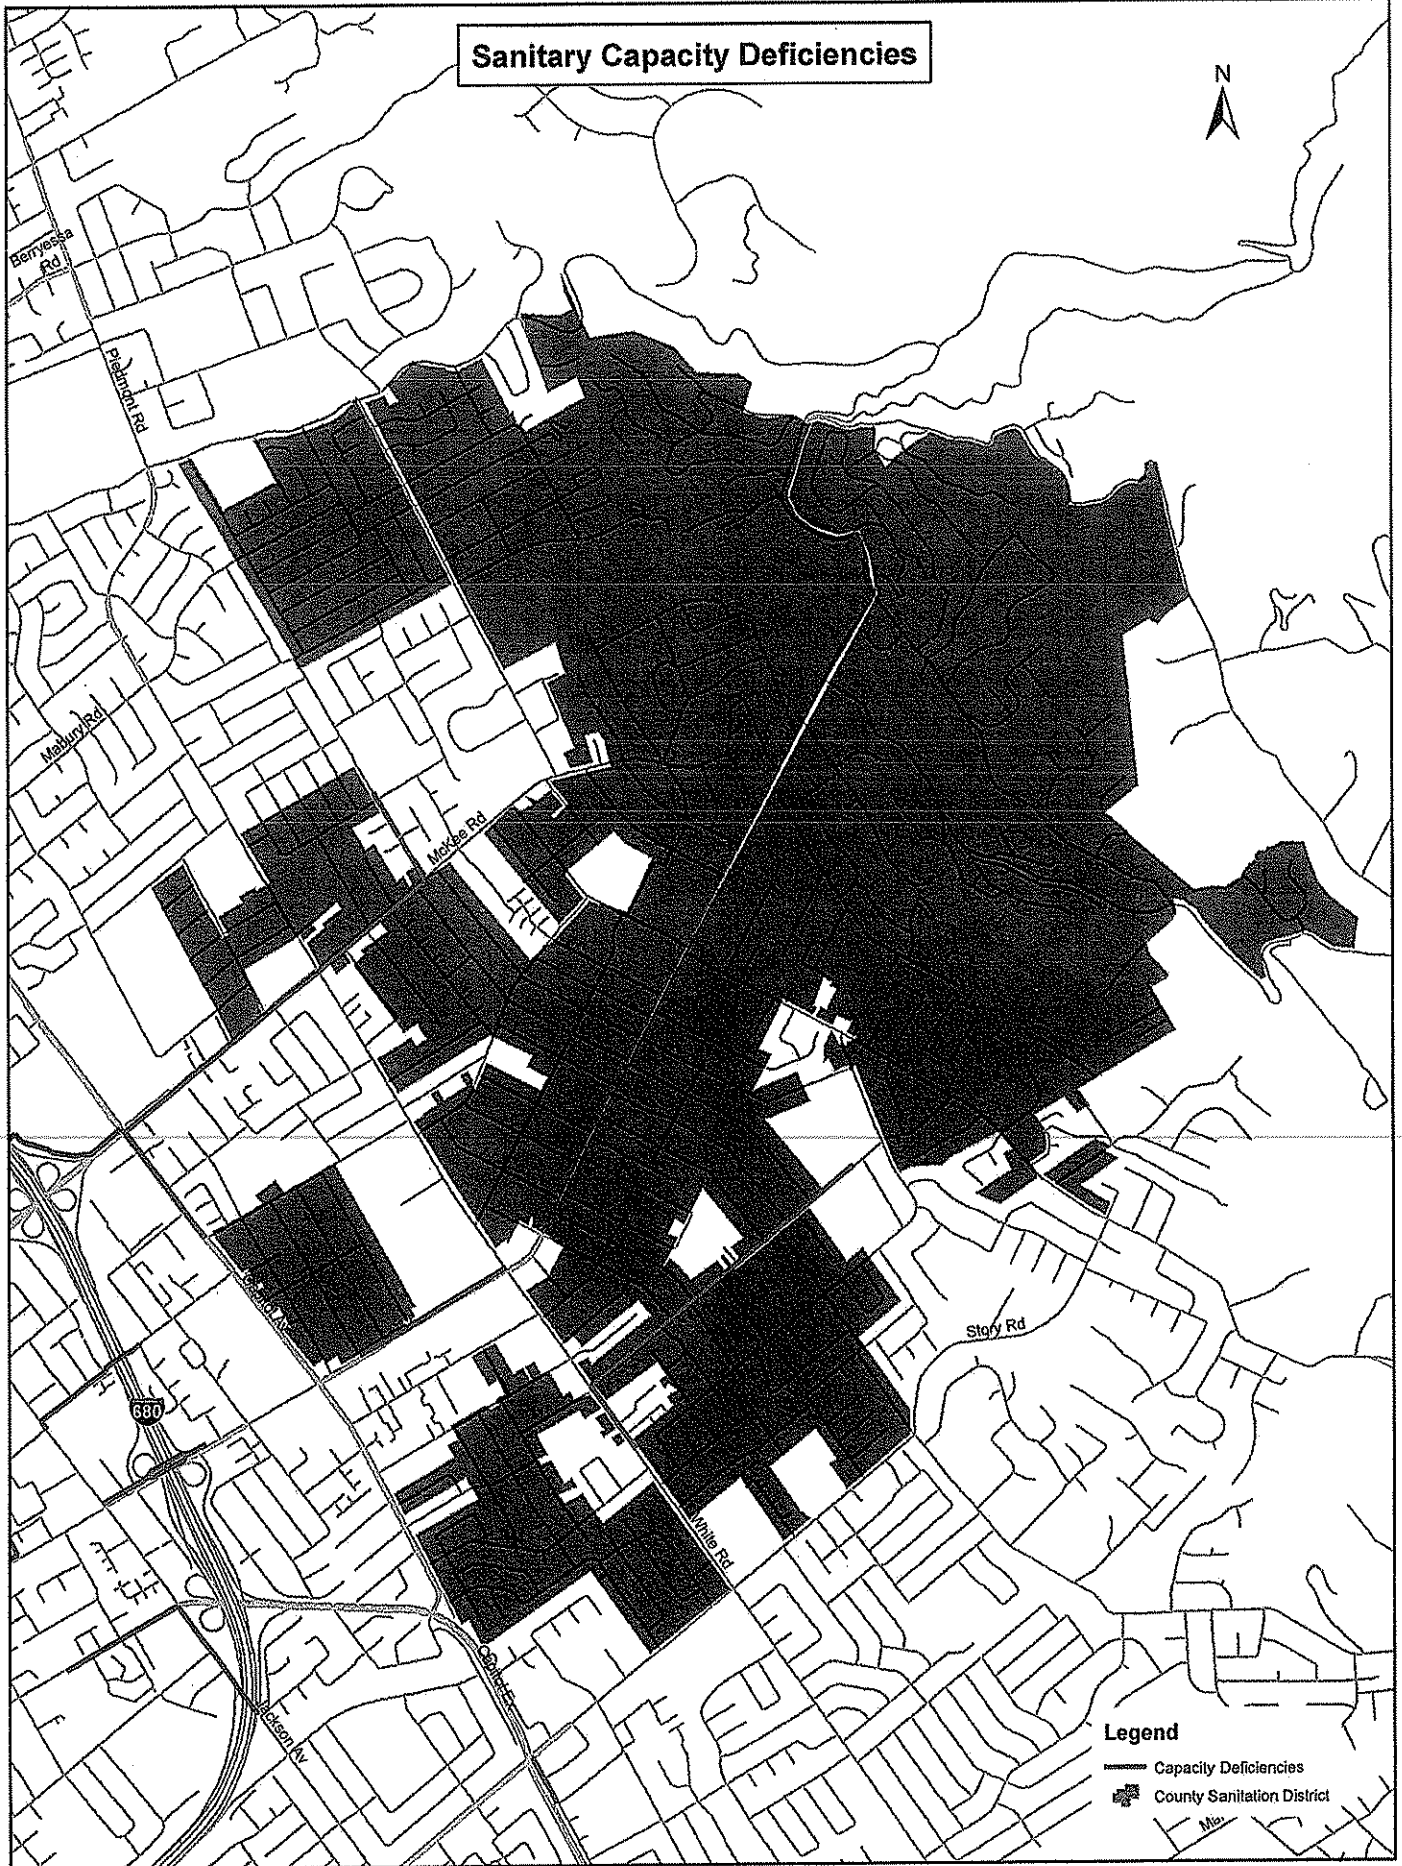 Sanitary Capacity Deficiencies
N
Berryessa
Rd
Piedmont Rd
Mabury Rd
McKee Rd
Story Rd
680
White Rd
Capitol Ex
Jackson Av
Legend
Capacity Deficiencies
County Sanitation District